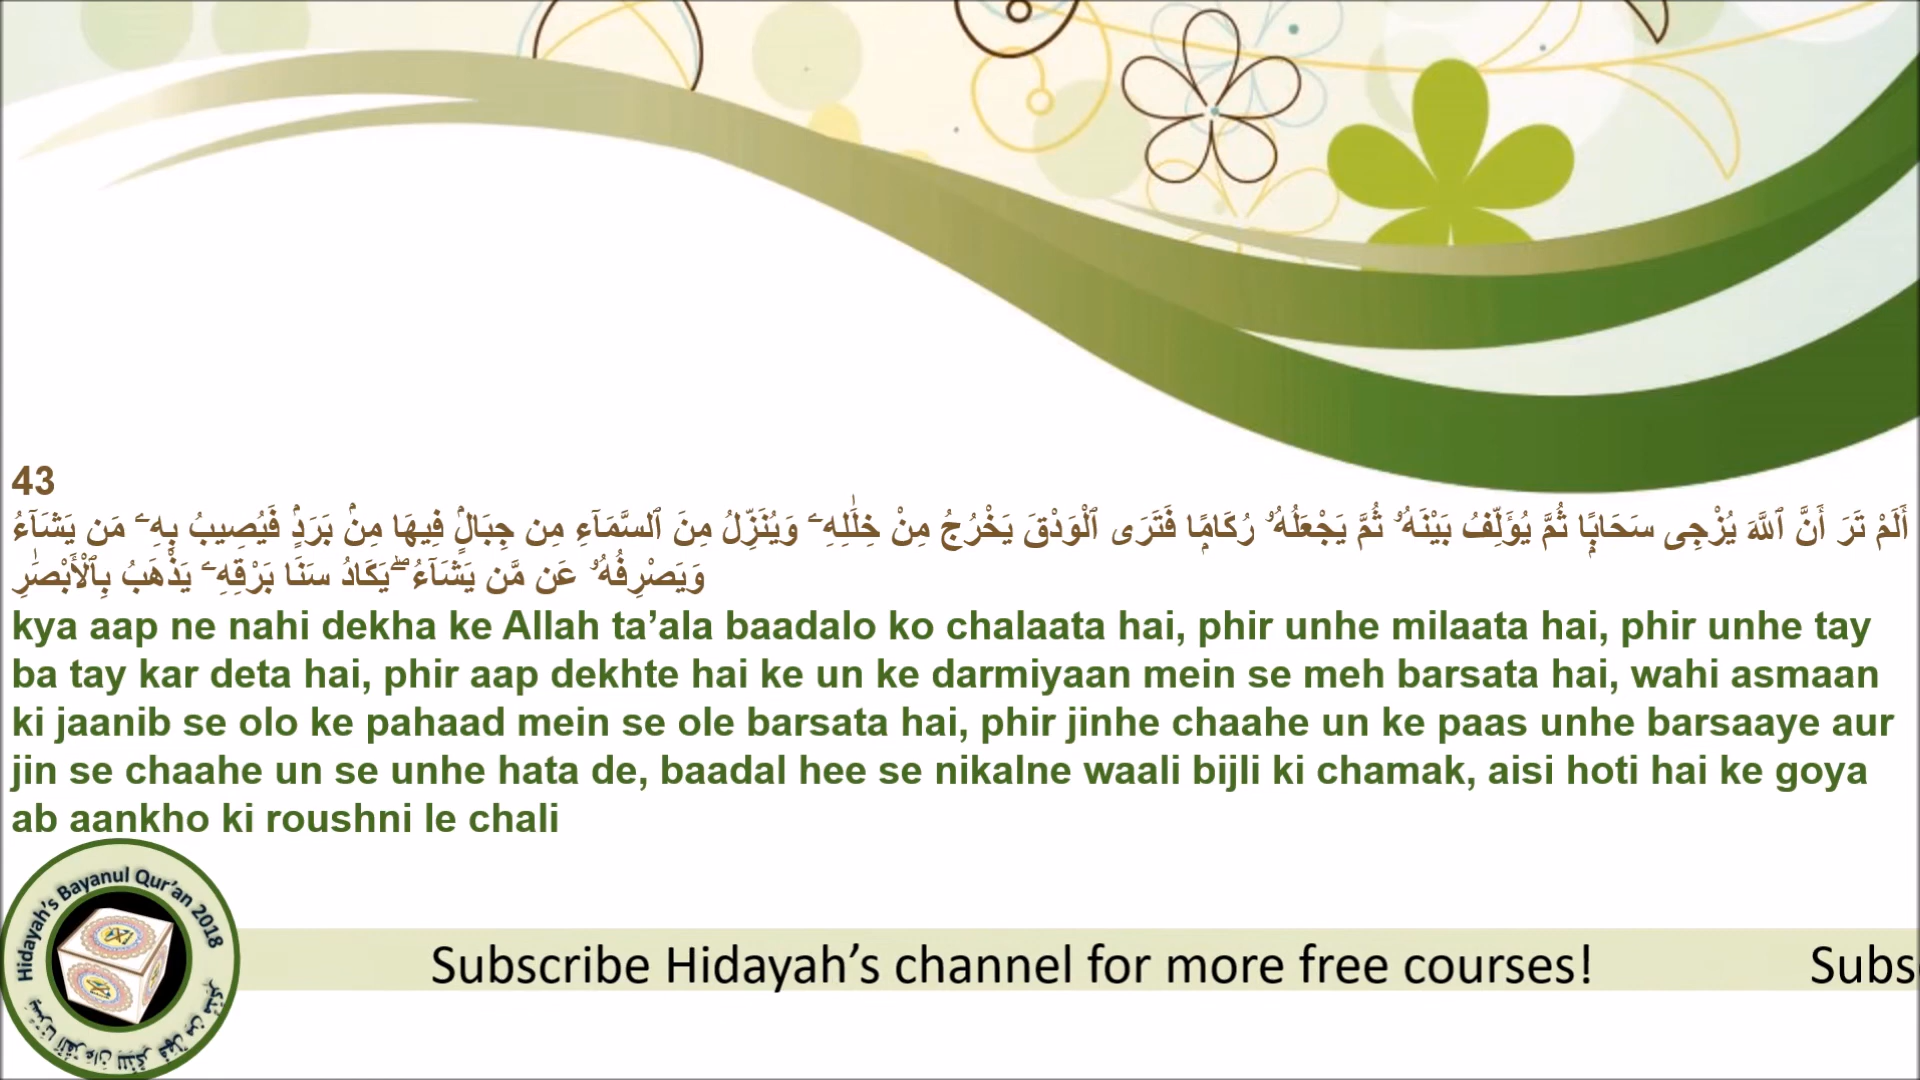 43
أَلَمْ تَرَ أَنَّ ٱللَّهَ يُزْجِى سَحَابًۭا ثُمَّ يُؤَلِّفُ بَيْنَهُۥ ثُمَّ يَجْعَلُهُۥ رُكَامًۭا فَتَرَى ٱلْوَدْقَ يَخْرُجُ مِنْ خِلَـٰلِهِۦ وَيُنَزِّلُ مِنَ ٱلسَّمَآءِ مِن جِبَالٍۢ فِيهَا مِنۢ بَرَدٍۢ فَيُصِيبُ بِهِۦ مَن يَشَآءُ
وَيَصْرِفُهُۥ عَن مَّن يَشَآءُ ۖ يَكَادُ سَنَا بَرْقِهِۦ يَذْهَبُ بِٱلْأَبْصَـٰرِ
kya aap ne nahi dekha ke Allah ta’ala baadalo ko chalaata hai, phir unhe milaata hai, phir unhe tay
ba tay kar deta hai, phir aap dekhte hai ke un ke darmiyaan mein se meh barsata hai, wahi asmaan
ki jaanib se olo ke pahaad mein se ole barsata hai, phir jinhe chaahe un ke paas unhe barsaaye aur
jin se chaahe un se unhe hata de, baadal hee se nikalne waali bijli ki chamak, aisi hoti hai ke goya
ab aankho ki roushni le chali
Hidayah’s Bayanul Qur’an 2018
Subscribe Hidayah’s channel for more free courses! Subs